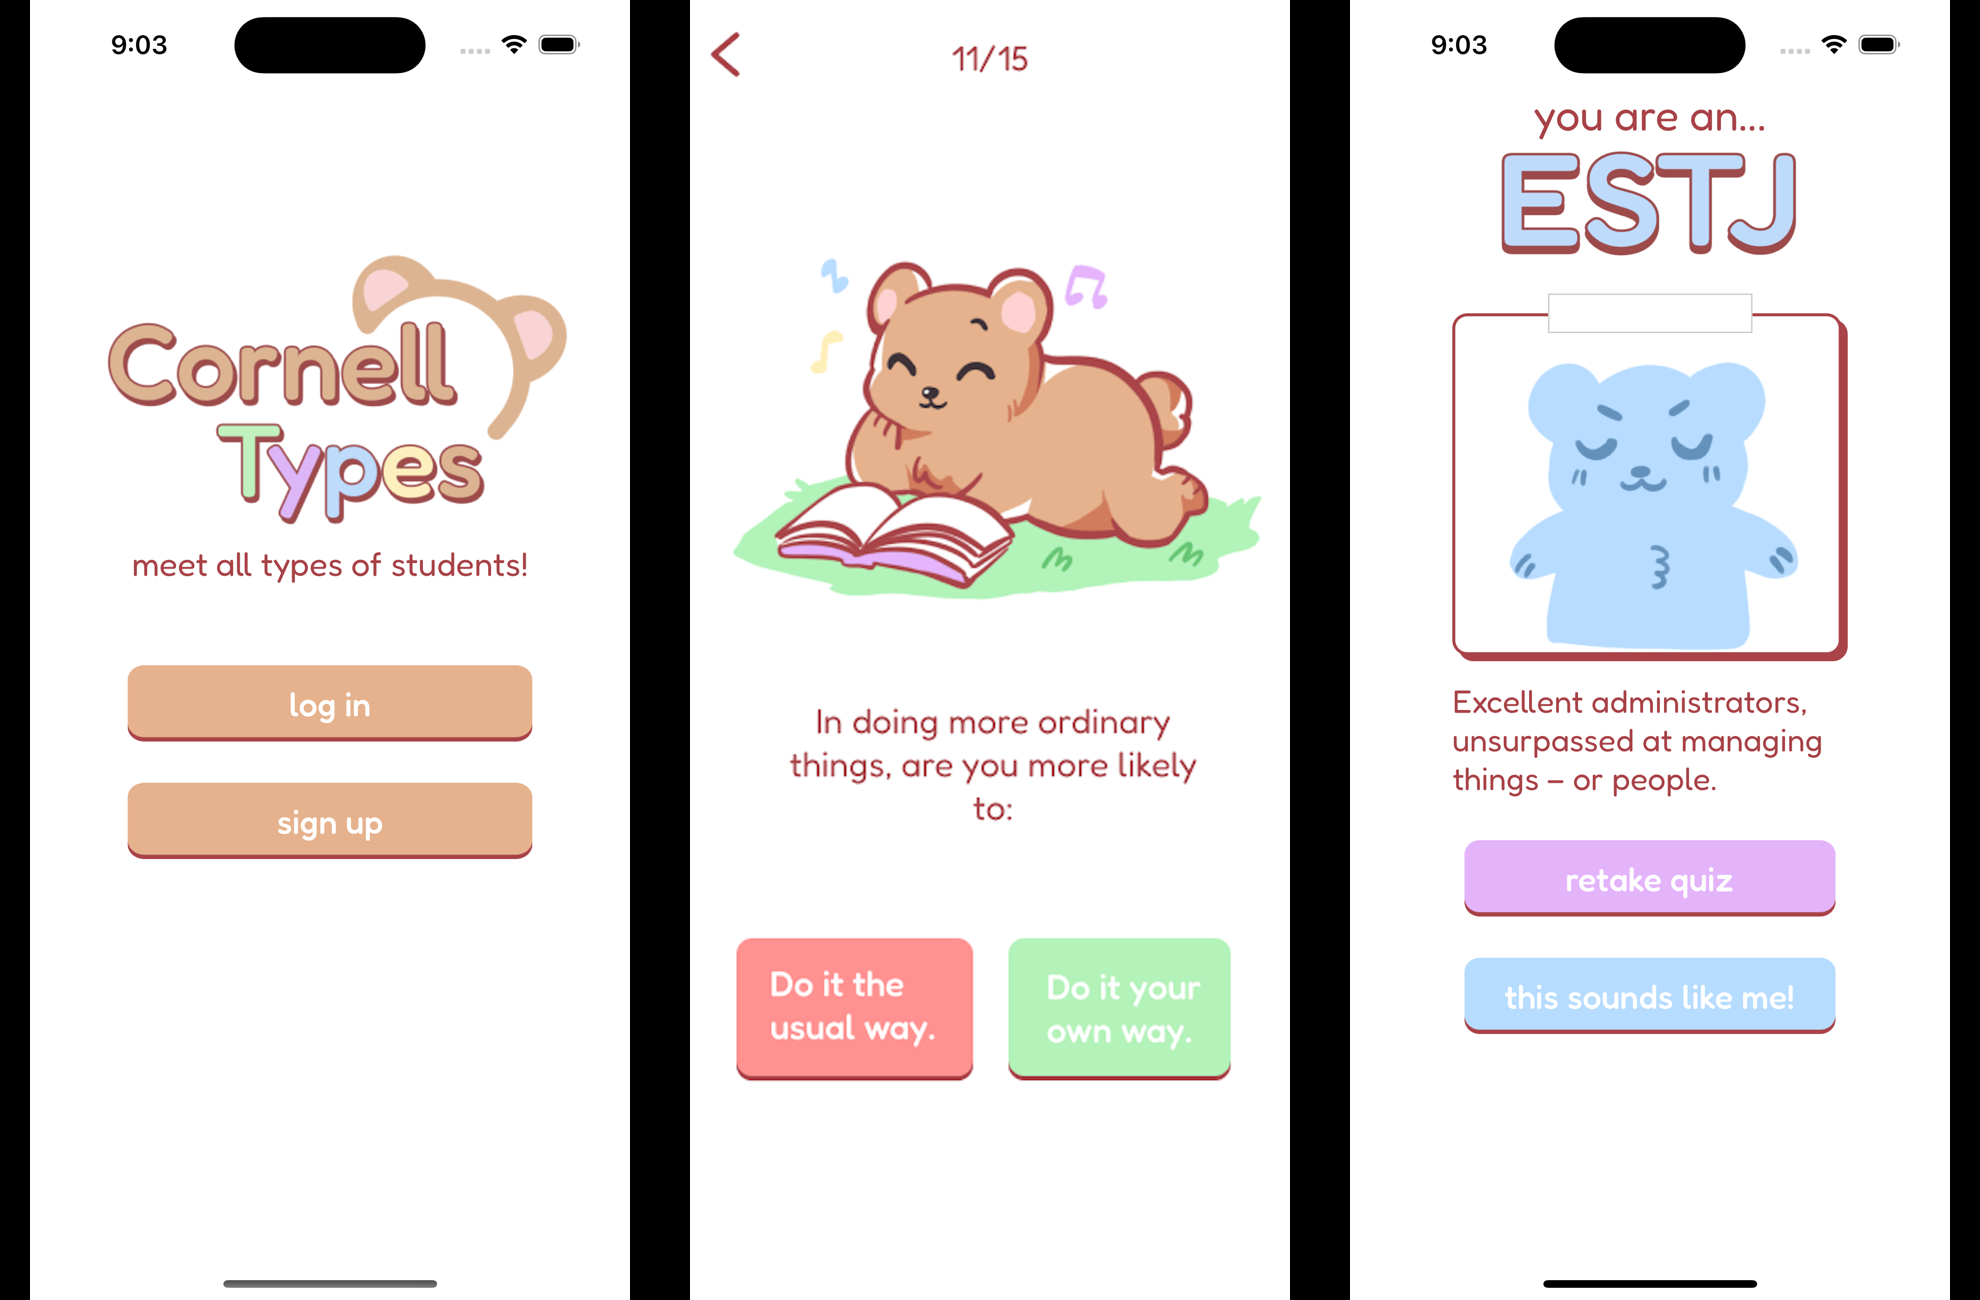 9:03
Cornell
Types
meet all types of students!
log in
sign up
11/15
In doing more ordinary
things, are you more likely
to:
Do it the
usual way.
Do it your
own way.
9:03
you are an...
ESTJ
Excellent administrators,
unsurpassed at managing
things – or people.
retake quiz
this sounds like me!